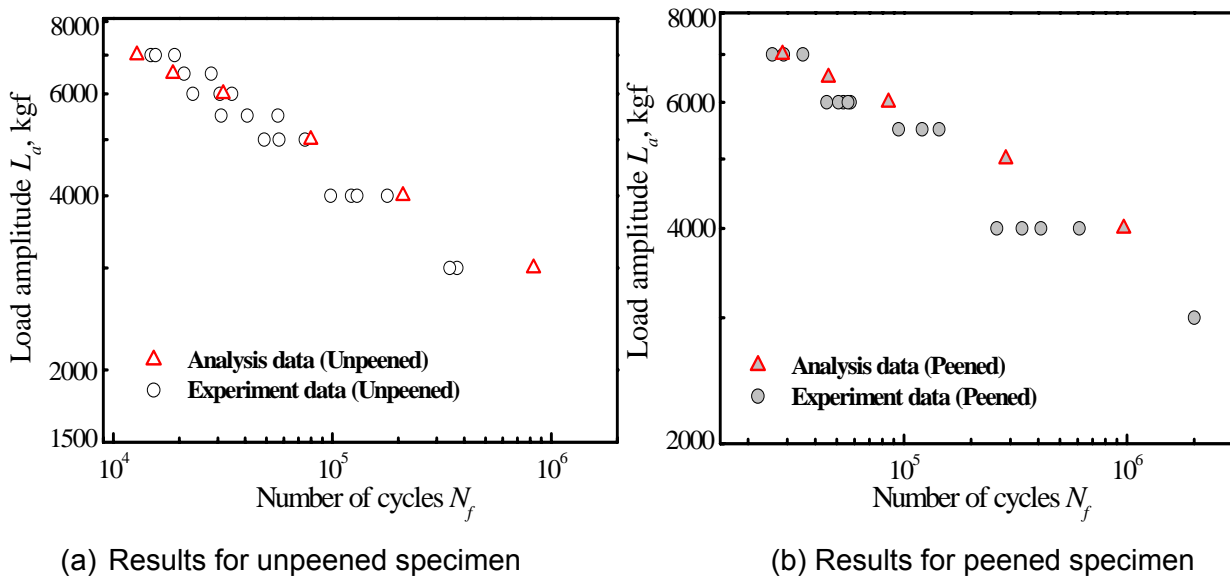 8000
6000
4000
2000
1500
Load amplitude L_a, kgf
Analysis data (Unpeened)
Experiment data (Unpeened)
10^4
10^5
10^6
Number of cycles N_f
(a) Results for unpeened specimen
8000
6000
4000
2000
Load amplitude L_a, kgf
Analysis data (Peened)
Experiment data (Peened)
10^5
10^6
Number of cycles N_f
(b) Results for peened specimen